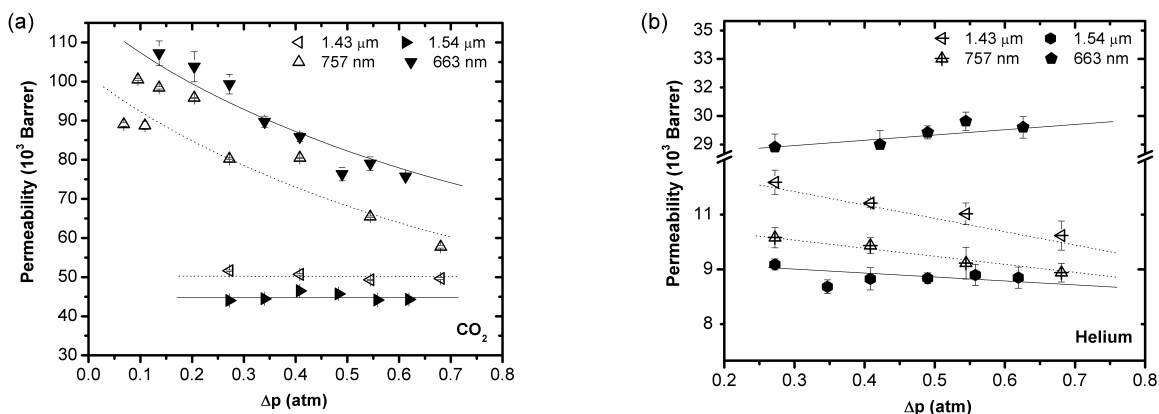 (a)
1.43 μm
1.54 μm
757 nm
663 nm
110
100
90
80
70
60
50
40
30
Permeability (10³ Barrer)
CO₂
0.0 0.1 0.2 0.3 0.4 0.5 0.6 0.7 0.8
Δp (atm)
(b)
1.43 μm
1.54 μm
757 nm
663 nm
35
33
30
29
11
9
8
Permeability (10³ Barrer)
Helium
0.2 0.3 0.4 0.5 0.6 0.7 0.8
Δp (atm)